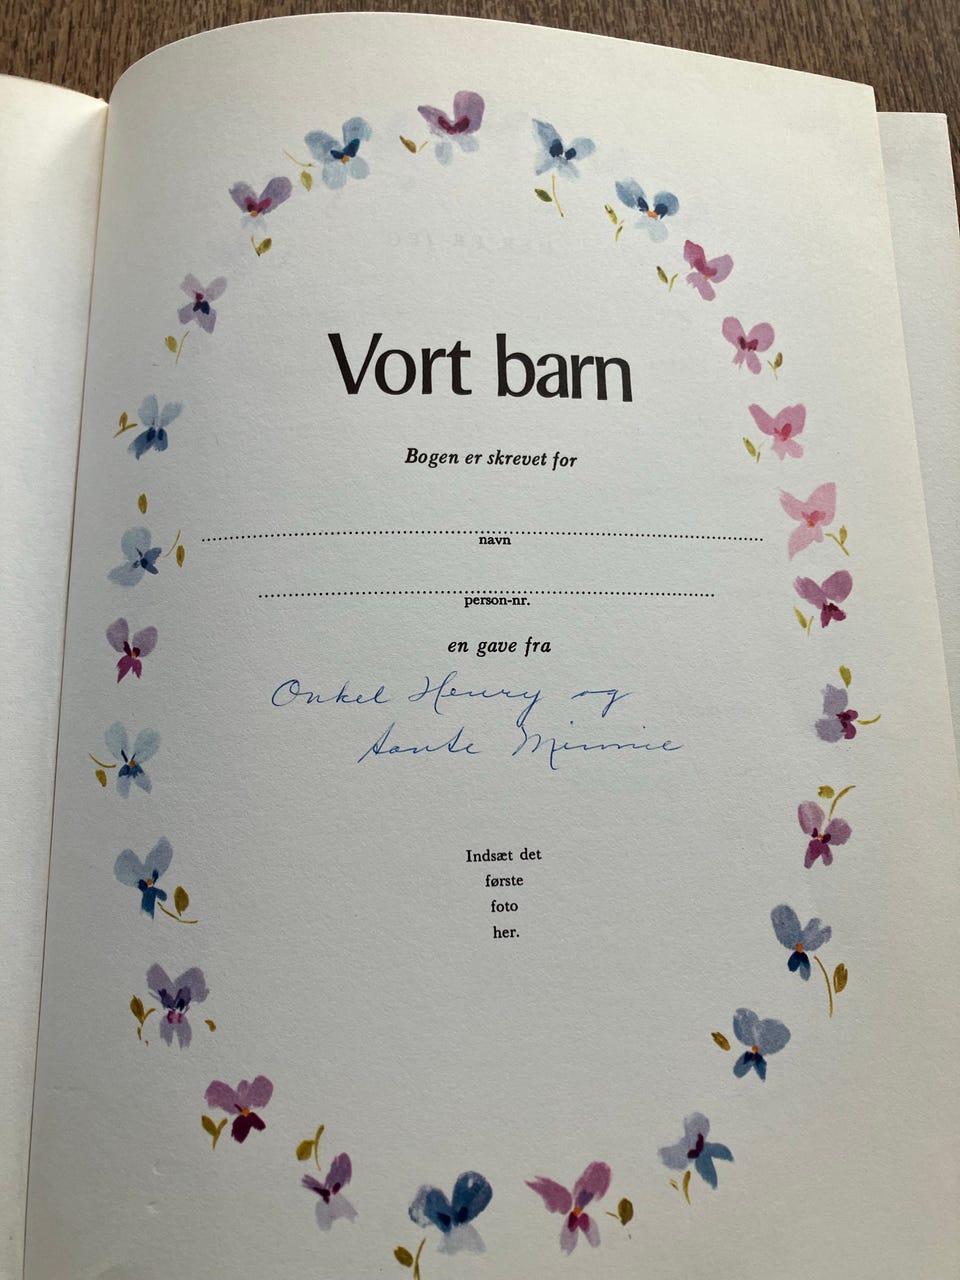 Vort barn
Bogen er skrevet for
navn
person-nr.
en gave fra
Onkel Henry og
tante Minnie
Indsæt det
første
foto
her.